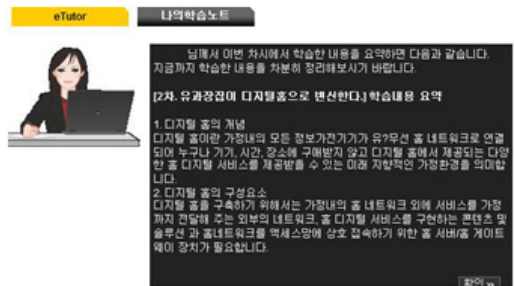 eTutor
나의학습노트
님께서 이번 차시에서 학습한 내용을 요약하면 다음과 같습니다.
지금까지 학습한 내용을 차분히 정리해보시기 바랍니다.
[2차. 유과장집이 디지털홈으로 변신한다.] 학습내용 요약
1. 디지털 홈의 개념
디지털 홈이란 가정내의 모든 정보가전기기가 유?무선 홈 네트워크로 연결
되어 누구나 기기, 시간, 장소에 구애받지 않고 디지털 홈에서 제공되는 다양
한 홈 디지털 서비스를 제공받을 수 있는 미래 지향적인 가정환경을 의미합
니다.
2. 디지털 홈의 구성요소
디지털 홈을 구축하기 위해서는 가정내의 홈 네트워크 외에 서비스를 가정
까지 전달해 주는 외부의 네트워크, 홈 디지털 서비스를 구현하는 콘텐츠 및
솔루션 과 홈네트워크를 액세스망에 상호 접속하기 위한 홈 서버/홈 게이트
웨이 장치가 필요합니다.
확인 »